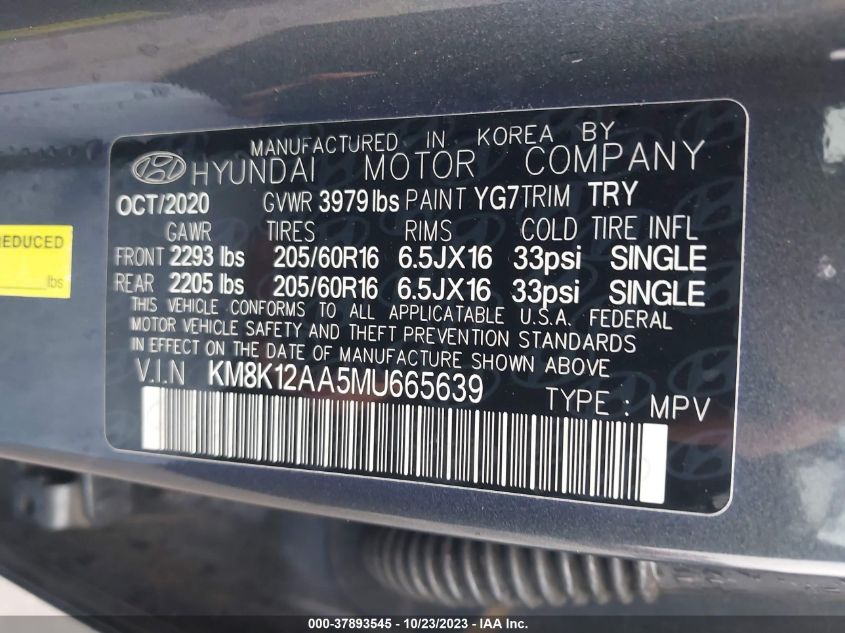 MANUFACTURED IN KOREA BY
HYUNDAI MOTOR COMPANY
OCT/2020 GVWR 3979 lbs PAINT YG7 TRIM TRY
GAWR TIRES RIMS COLD TIRE INFL
FRONT 2293 lbs 205/60R16 6.5JX16 33psi SINGLE
REAR 2205 lbs 205/60R16 6.5JX16 33psi SINGLE
THIS VEHICLE CONFORMS TO ALL APPLICATABLE U.S.A. FEDERAL
MOTOR VEHICLE SAFETY AND THEFT PREVENTION STANDARDS
IN EFFECT ON THE DATE OF MANUFACTURE SHOWN ABOVE
V.I.N KM8K12AA5MU665639 TYPE : MPV
REDUCED
lbs
000-37893545 - 10/23/2023 - IAA Inc.